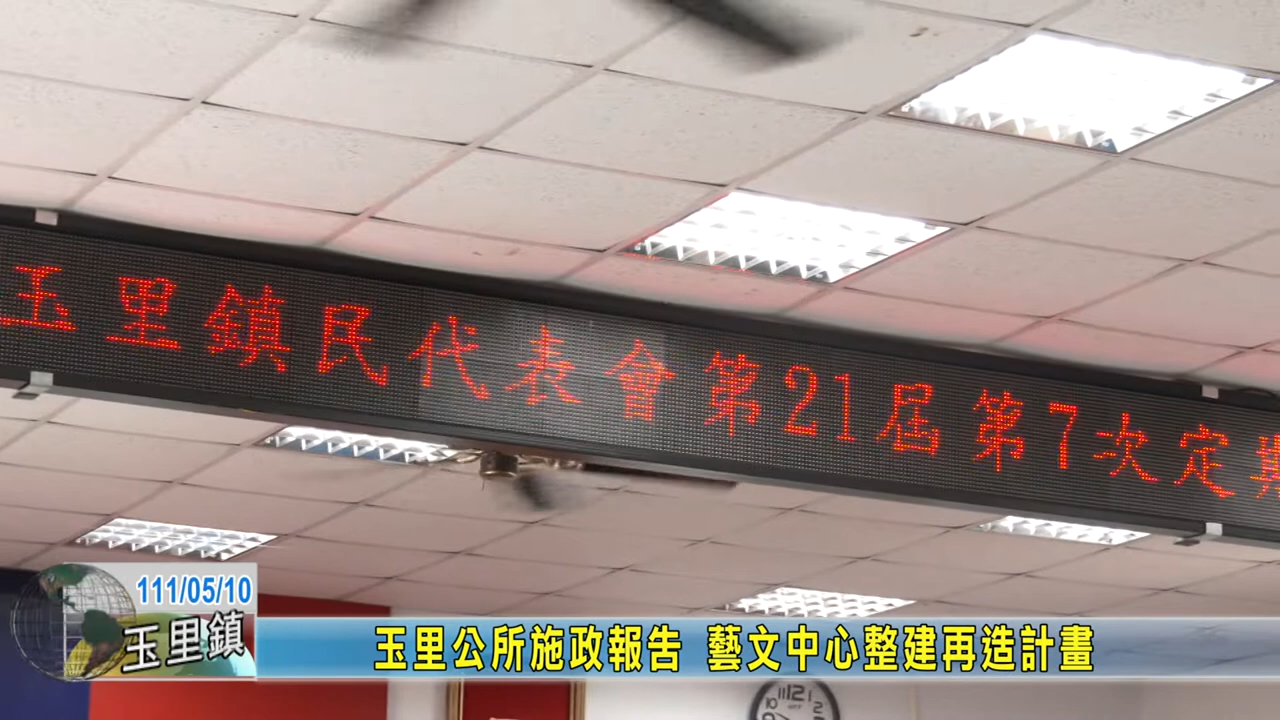 玉里鎮民代表會第21屆第7次定期
111/05/10
玉里鎮
玉里公所施政報告 藝文中心整建再造計畫
12